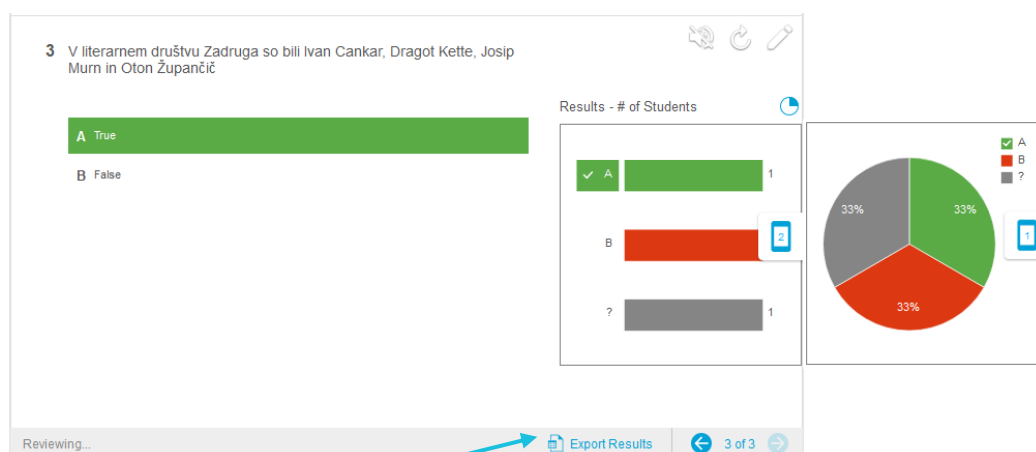 3 V literarnem društvu Zadruga so bili Ivan Cankar, Dragot Kette, Josip
Murn in Oton Župančič
A True
B False
Results - # of Students
A 1
B
? 1
2
A
B
?
33% 33%
33%
1
Reviewing...
Export Results
3 of 3